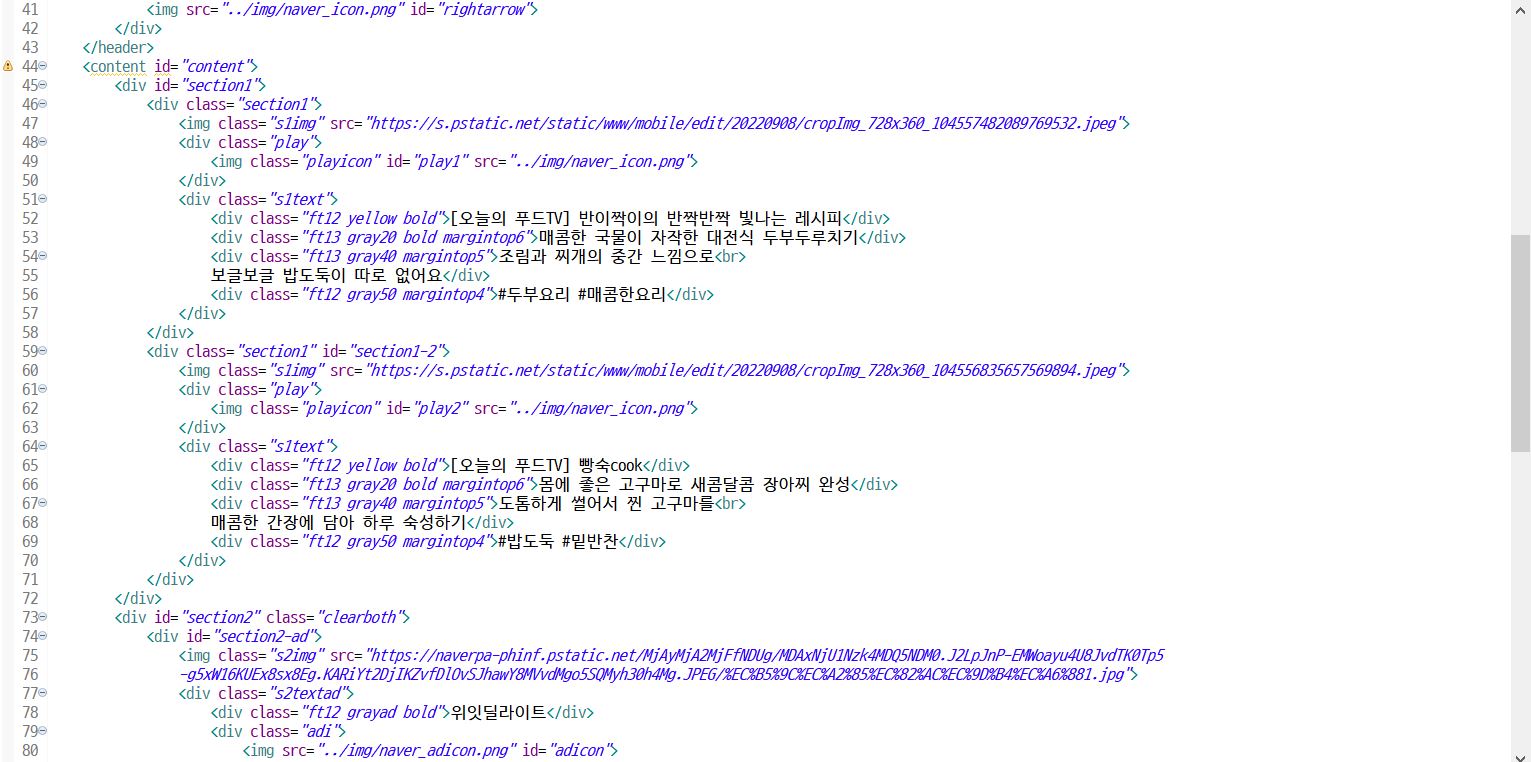 41 <img src="../img/naver_icon.png" id="rightarrow">
42 </div>
43 </header>
44 <content id="content">
45 <div id="section1">
46 <div class="section1">
47 <img class="s1img" src="https://s.pstatic.net/static/www/mobile/edit/20220908/cropImg_728x360_104557482089769532.jpeg">
48 <div class="play">
49 <img class="playicon" id="play1" src="../img/naver_icon.png">
50 </div>
51 <div class="s1text">
52 <div class="ft12 yellow bold">[오늘의 푸드TV] 반이짝이의 반짝반짝 빛나는 레시피</div>
53 <div class="ft13 gray20 bold margintop6">매콤한 국물이 자작한 대전식 두부두루치기</div>
54 <div class="ft13 gray40 margintop5">조림과 찌개의 중간 느낌으로<br>
55 보글보글 밥도둑이 따로 없어요</div>
56 <div class="ft12 gray50 margintop4">#두부요리 #매콤한요리</div>
57 </div>
58 </div>
59 <div class="section1" id="section1-2">
60 <img class="s1img" src="https://s.pstatic.net/static/www/mobile/edit/20220908/cropImg_728x360_104556835657569894.jpeg">
61 <div class="play">
62 <img class="playicon" id="play2" src="../img/naver_icon.png">
63 </div>
64 <div class="s1text">
65 <div class="ft12 yellow bold">[오늘의 푸드TV] 빵숙cook</div>
66 <div class="ft13 gray20 bold margintop6">몸에 좋은 고구마로 새콤달콤 장아찌 완성</div>
67 <div class="ft13 gray40 margintop5">도톰하게 썰어서 찐 고구마를<br>
68 매콤한 간장에 담아 하루 숙성하기</div>
69 <div class="ft12 gray50 margintop4">#밥도둑 #밑반찬</div>
70 </div>
71 </div>
72 </div>
73 <div id="section2" class="clearboth">
74 <div id="section2-ad">
75 <img class="s2img" src="https://naverpa-phinf.pstatic.net/MjAyMjA2MjFfNDUg/MDAxNjU1Nzk4MDQ5NDM0.J2LpJnP-EMWoayu4U8JvdTK0Tp5
76 -g5xW16KUEx8sx8Eg.KARiYt2DjIKZvfDlOvSJhawY8MVvdMgo5SQMyh30h4Mg.JPEG/%EC%B5%9C%EC%A2%85%EC%82%AC%EC%9D%B4%EC%A6%881.jpg">
77 <div class="s2textad">
78 <div class="ft12 grayad bold">위잇딜라이트</div>
79 <div class="adi">
80 <img src="../img/naver_adicon.png" id="adicon">